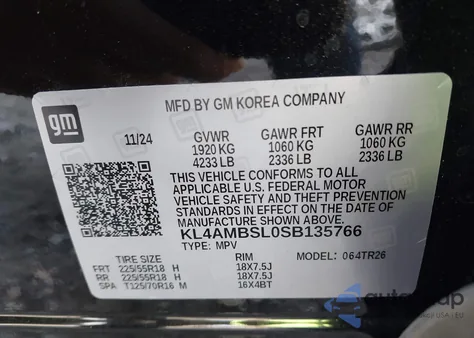 MFD BY GM KOREA COMPANY
gm
11/24
GVWR GAWR FRT GAWR RR
1920 KG 1060 KG 1060 KG
4233 LB 2336 LB 2336 LB
THIS VEHICLE CONFORMS TO ALL
APPLICABLE U.S. FEDERAL MOTOR
VEHICLE SAFETY AND THEFT PREVENTION
STANDARDS IN EFFECT ON THE DATE OF
MANUFACTURE SHOWN ABOVE.
KL4AMBSL0SB135766
TYPE: MPV
TIRE SIZE RIM MODEL: 064TR26
FRT 225/55R18 H 18X7.5J
RR 225/55R18 H 18X7.5J
SPA T125/70R16 M 16X4BT